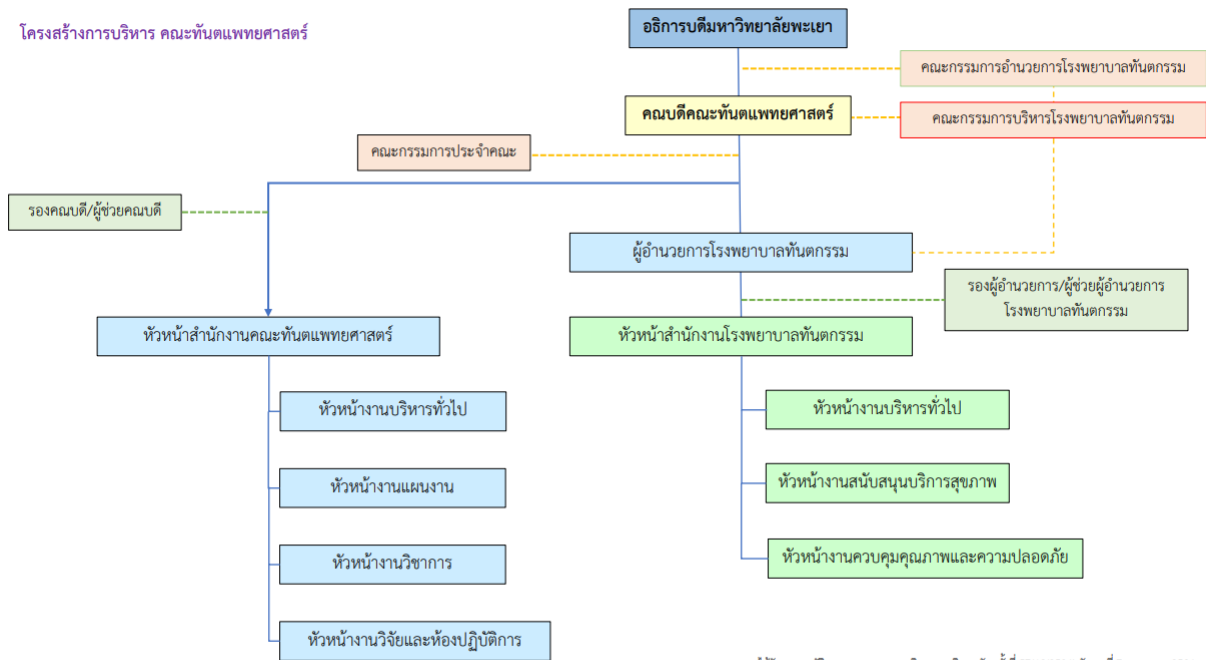 โครงสร้างการบริหาร คณะทันตแพทยศาสตร์
อธิการบดีมหาวิทยาลัยพะเยา
คณะกรรมการอำนวยการโรงพยาบาลทันตกรรม
คณบดีคณะทันตแพทยศาสตร์
คณะกรรมการบริหารโรงพยาบาลทันตกรรม
คณะกรรมการประจำคณะ
รองคณบดี/ผู้ช่วยคณบดี
ผู้อำนวยการโรงพยาบาลทันตกรรม
รองผู้อำนวยการ/ผู้ช่วยผู้อำนวยการ
โรงพยาบาลทันตกรรม
หัวหน้าสำนักงานคณะทันตแพทยศาสตร์
หัวหน้าสำนักงานโรงพยาบาลทันตกรรม
หัวหน้างานบริหารทั่วไป
หัวหน้างานบริหารทั่วไป
หัวหน้างานแผนงาน
หัวหน้างานสนับสนุนบริการสุขภาพ
หัวหน้างานวิชาการ
หัวหน้างานควบคุมคุณภาพและความปลอดภัย
หัวหน้างานวิจัยและห้องปฏิบัติการ